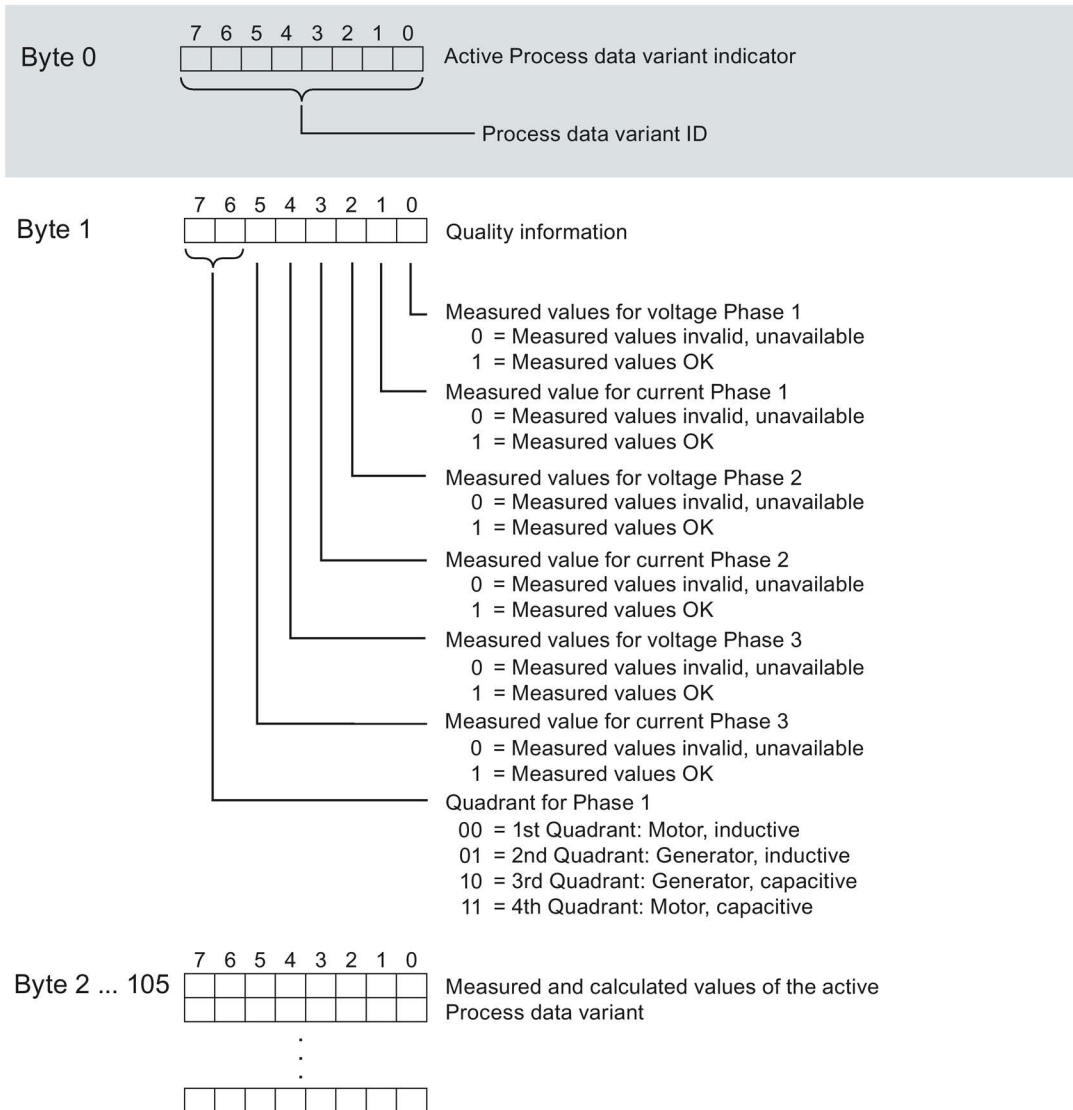 7 6 5 4 3 2 1 0
Byte 0
Active Process data variant indicator
Process data variant ID
7 6 5 4 3 2 1 0
Byte 1
Quality information
Measured values for voltage Phase 1
0 = Measured values invalid, unavailable
1 = Measured values OK
Measured value for current Phase 1
0 = Measured values invalid, unavailable
1 = Measured values OK
Measured values for voltage Phase 2
0 = Measured values invalid, unavailable
1 = Measured values OK
Measured value for current Phase 2
0 = Measured values invalid, unavailable
1 = Measured values OK
Measured values for voltage Phase 3
0 = Measured values invalid, unavailable
1 = Measured values OK
Measured value for current Phase 3
0 = Measured values invalid, unavailable
1 = Measured values OK
Quadrant for Phase 1
00 = 1st Quadrant: Motor, inductive
01 = 2nd Quadrant: Generator, inductive
10 = 3rd Quadrant: Generator, capacitive
11 = 4th Quadrant: Motor, capacitive
7 6 5 4 3 2 1 0
Byte 2 ... 105
Measured and calculated values of the active
Process data variant